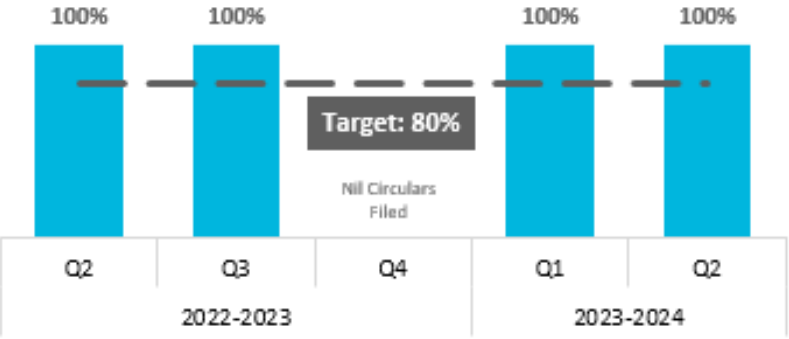 100% 100% 100% 100%
Target: 80%
Nil Circulars
Filed
Q2 Q3 Q4 Q1 Q2
2022-2023 2023-2024